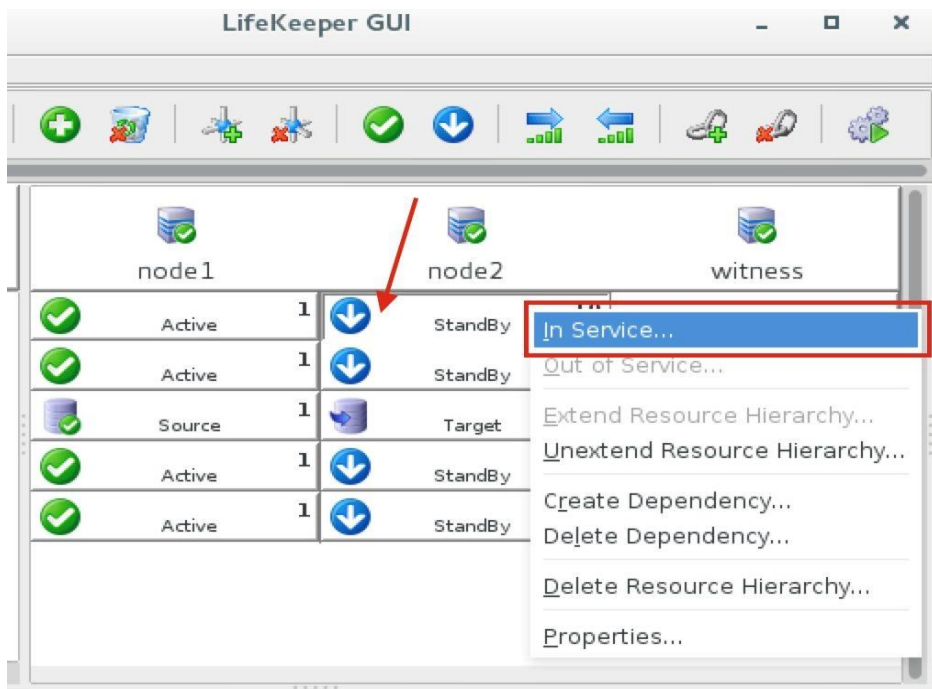 LifeKeeper GUI
node1 node2 witness
Active 1 StandBy
Active 1 StandBy
Source 1 Target
Active 1 StandBy
Active 1 StandBy
In Service...
Out of Service...
Extend Resource Hierarchy...
Unextend Resource Hierarchy...
Create Dependency...
Delete Dependency...
Delete Resource Hierarchy...
Properties...